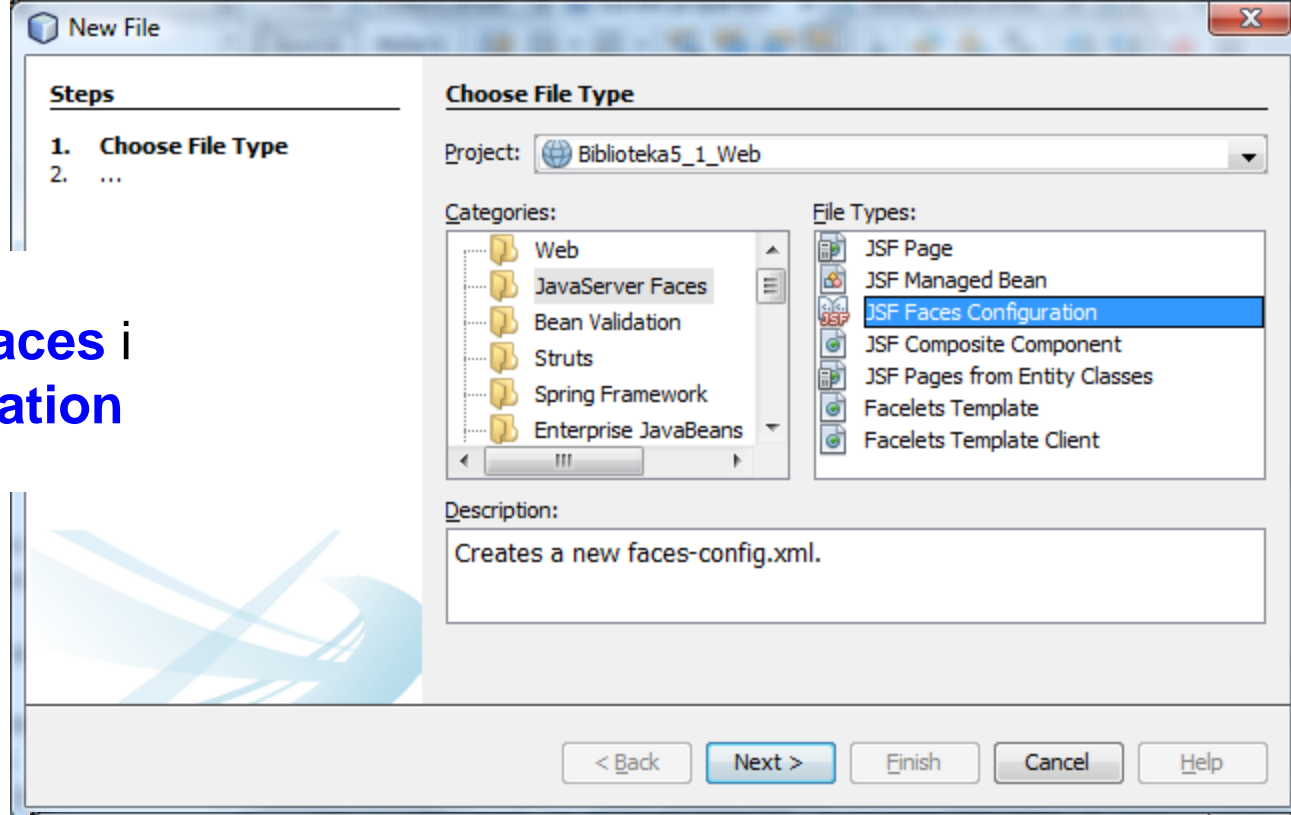 New File
Steps
1. Choose File Type
2. ...
Choose File Type
Project: Biblioteka5_1_Web
Categories:
Web
JavaServer Faces
Bean Validation
Struts
Spring Framework
Enterprise JavaBeans
File Types:
JSF Page
JSF Managed Bean
JSF Faces Configuration
JSF Composite Component
JSF Pages from Entity Classes
Facelets Template
Facelets Template Client
Description:
Creates a new faces-config.xml.
aces i
ation
< Back
Next >
Finish
Cancel
Help